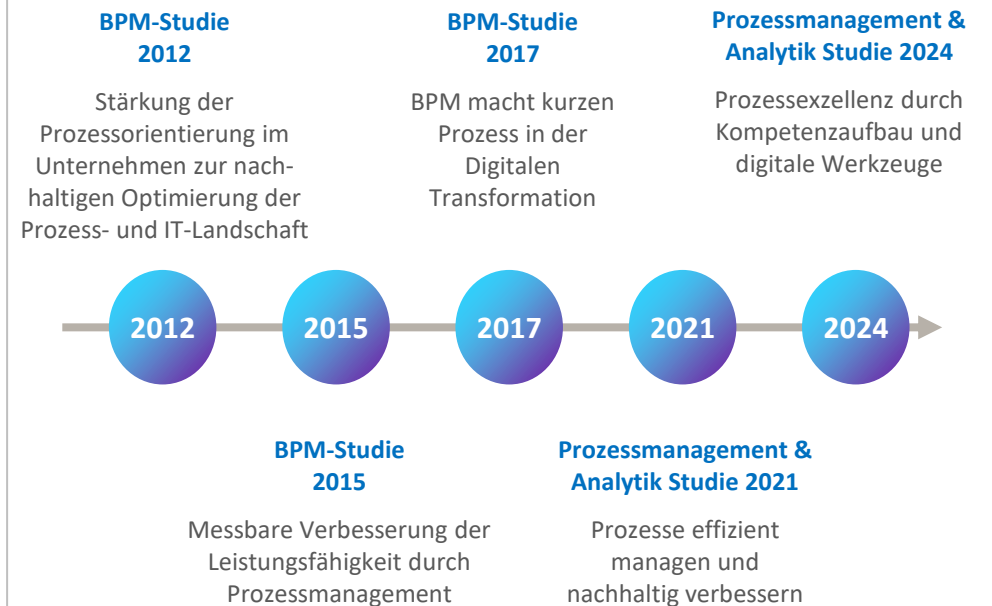 BPM-Studie
2012
Stärkung der
Prozessorientierung im
Unternehmen zur nach-
haltigen Optimierung der
Prozess- und IT-Landschaft
BPM-Studie
2017
BPM macht kurzen
Prozess in der
Digitalen
Transformation
Prozessmanagement &
Analytik Studie 2024
Prozessexzellenz durch
Kompetenzaufbau und
digitale Werkzeuge
2012
2015
2017
2021
2024
BPM-Studie
2015
Messbare Verbesserung der
Leistungsfähigkeit durch
Prozessmanagement
Prozessmanagement &
Analytik Studie 2021
Prozesse effizient
managen und
nachhaltig verbessern